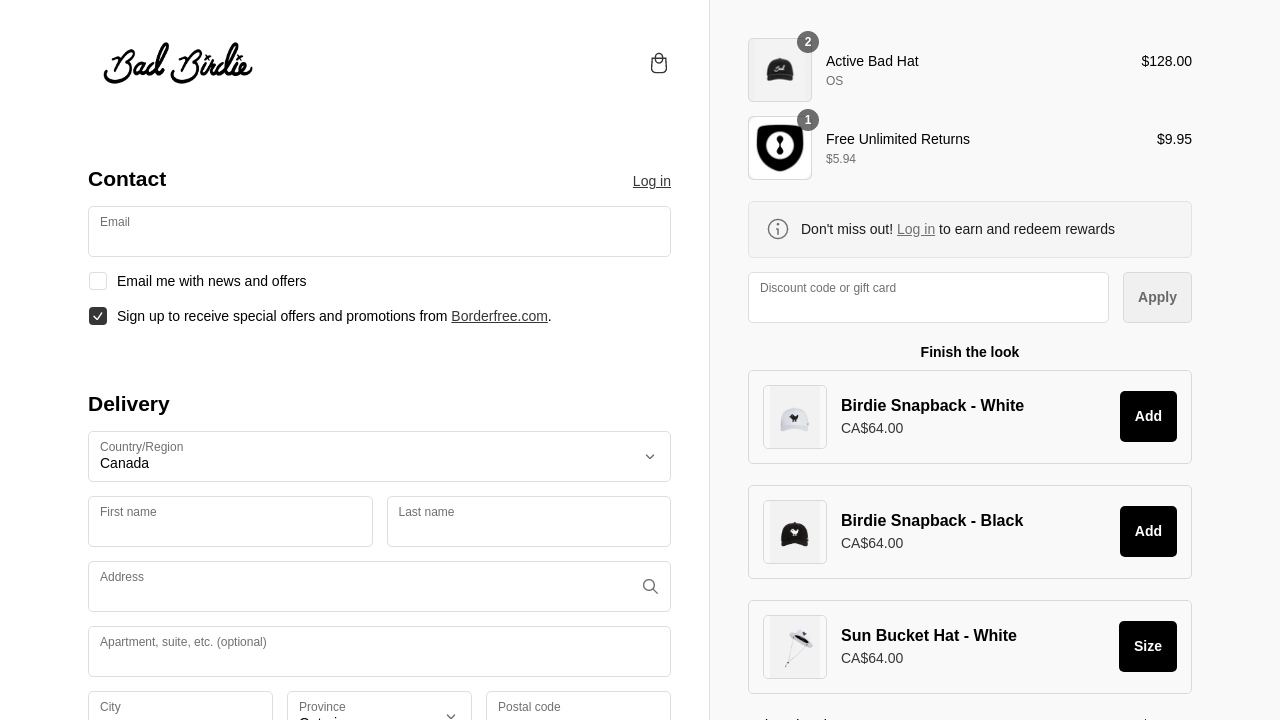 Bad Birdie
Contact
Log in
Email
Email me with news and offers
Sign up to receive special offers and promotions from Borderfree.com.
Delivery
Country/Region
Canada
First name
Last name
Address
Apartment, suite, etc. (optional)
City
Province
Postal code
2
Active Bad Hat
OS
$128.00
1
Free Unlimited Returns
$5.94
$9.95
Don't miss out! Log in to earn and redeem rewards
Discount code or gift card
Apply
Finish the look
Birdie Snapback - White
CA$64.00
Add
Birdie Snapback - Black
CA$64.00
Add
Sun Bucket Hat - White
CA$64.00
Size